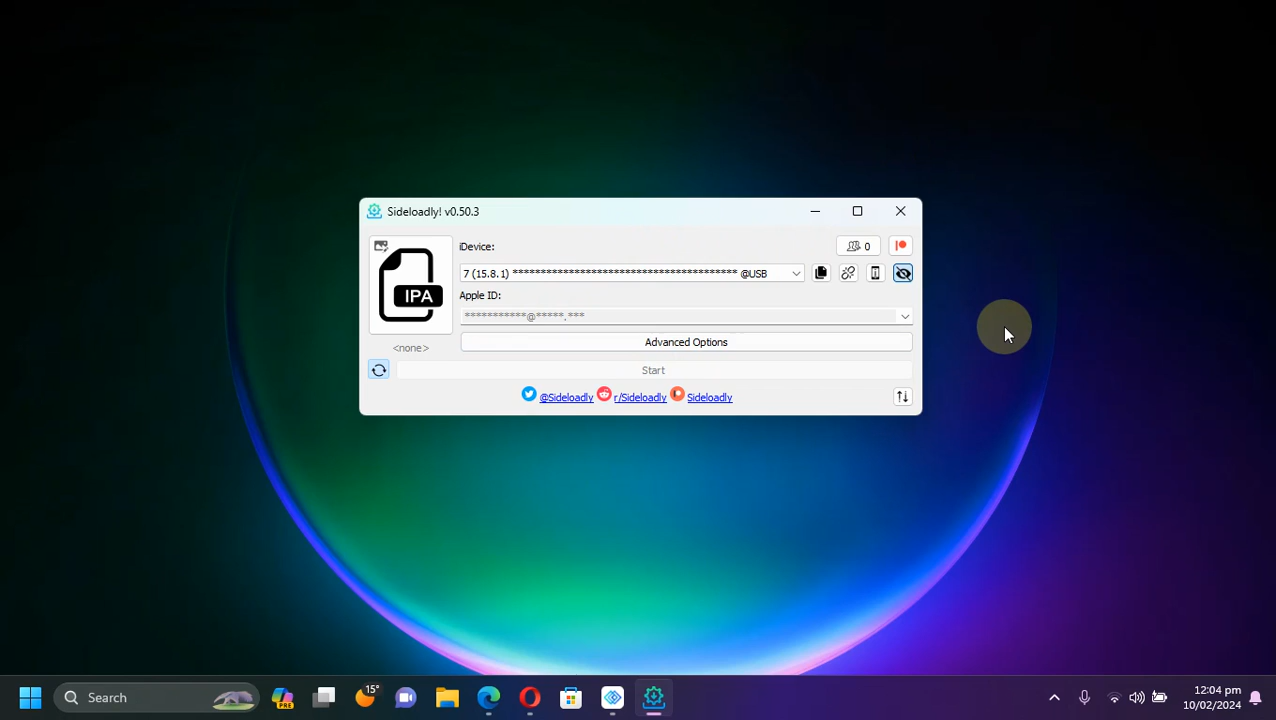 Sideloadly! v0.50.3
iDevice:
0
7 (15.8.1) **************************************** @USB
Apple ID:
***********@*****.***
IPA
Advanced Options
<none>
Start
@Sideloadly r/Sideloadly Sideloadly
Search
PRE
15°
12:04 pm
10/02/2024